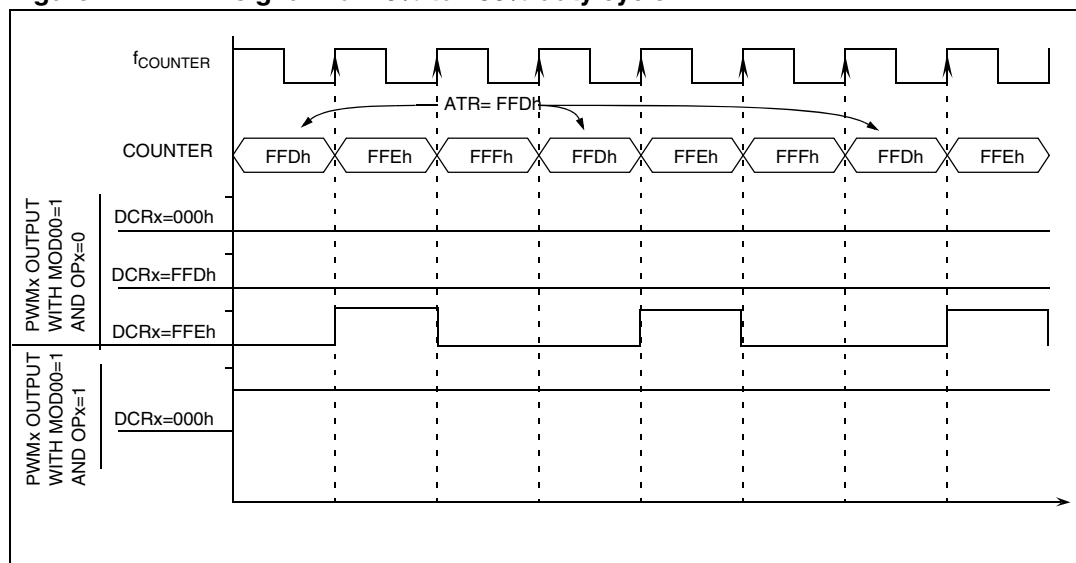 fCOUNTER
ATR= FFDh
COUNTER
FFDh FFEh FFFh FFDh FFEh FFFh FFDh FFEh
PWMx OUTPUT
WITH MOD00=1
AND OPx=0
DCRx=000h
DCRx=FFDh
DCRx=FFEh
PWMx OUTPUT
WITH MOD00=1
AND OPx=1
DCRx=000h